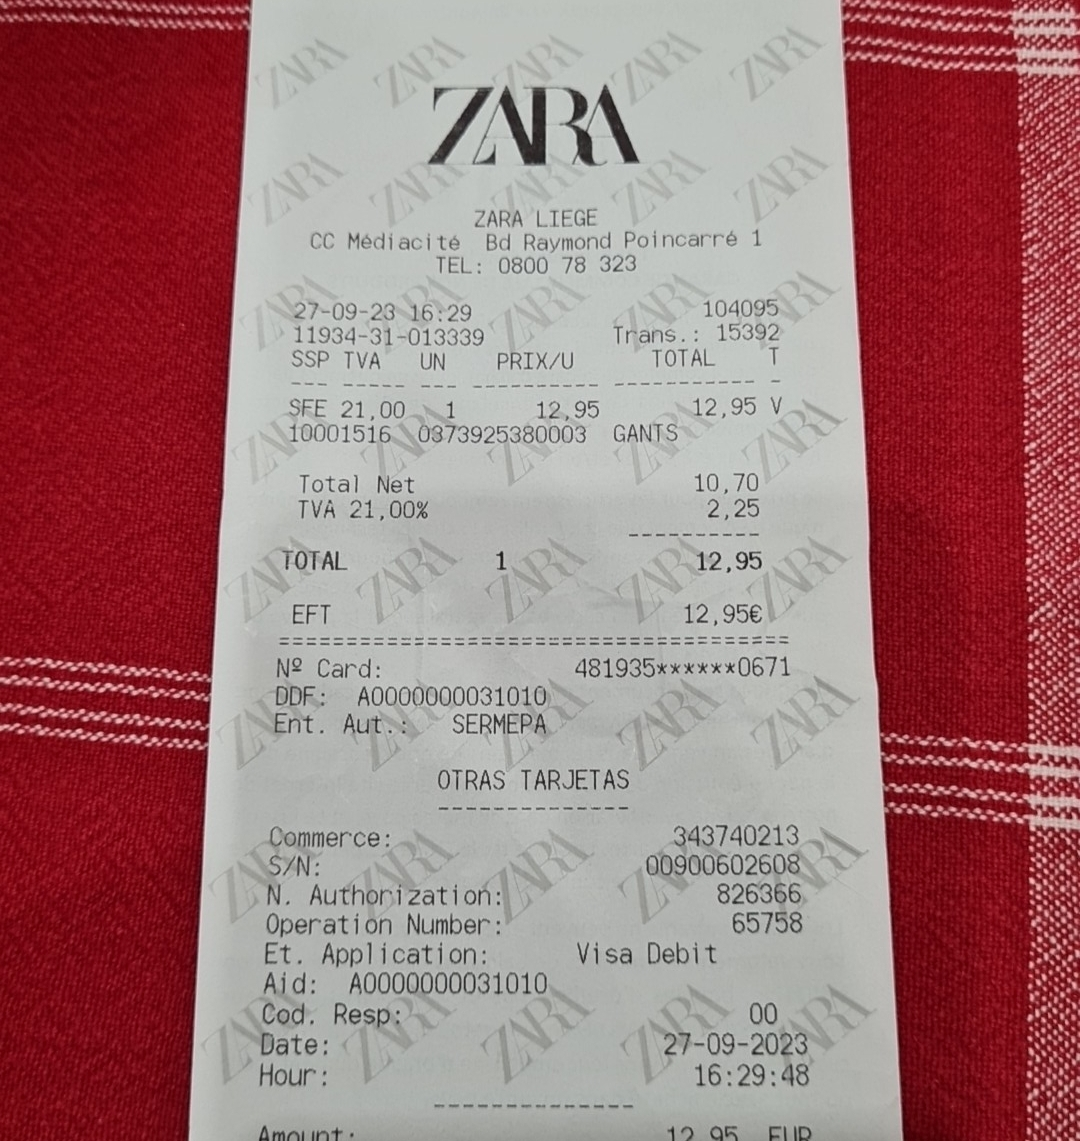 ZARA
ZARA LIEGE
CC Médiacité Bd Raymond Poincarré 1
TEL: 0800 78 323
27-09-23 16:29 104095
11934-31-013339 Trans.: 15392
SSP TVA UN PRIX/U TOTAL T
--- ----- --- ---------- ----------- -
SFE 21,00 1 12,95 12,95 V
10001516 0373925380003 GANTS
Total Net 10,70
TVA 21,00% 2,25
----------
TOTAL 1 12,95
EFT 12,95€
======================================
Nº Card: 481935******0671
DDF: A0000000031010
Ent. Aut.: SERMEPA
OTRAS TARJETAS
--------------
Commerce: 343740213
S/N: 00900602608
N. Authorization: 826366
Operation Number: 65758
Et. Application: Visa Debit
Aid: A0000000031010
Cod. Resp: 00
Date: 27-09-2023
Hour: 16:29:48
---------------
Amount: 12,95 EUR